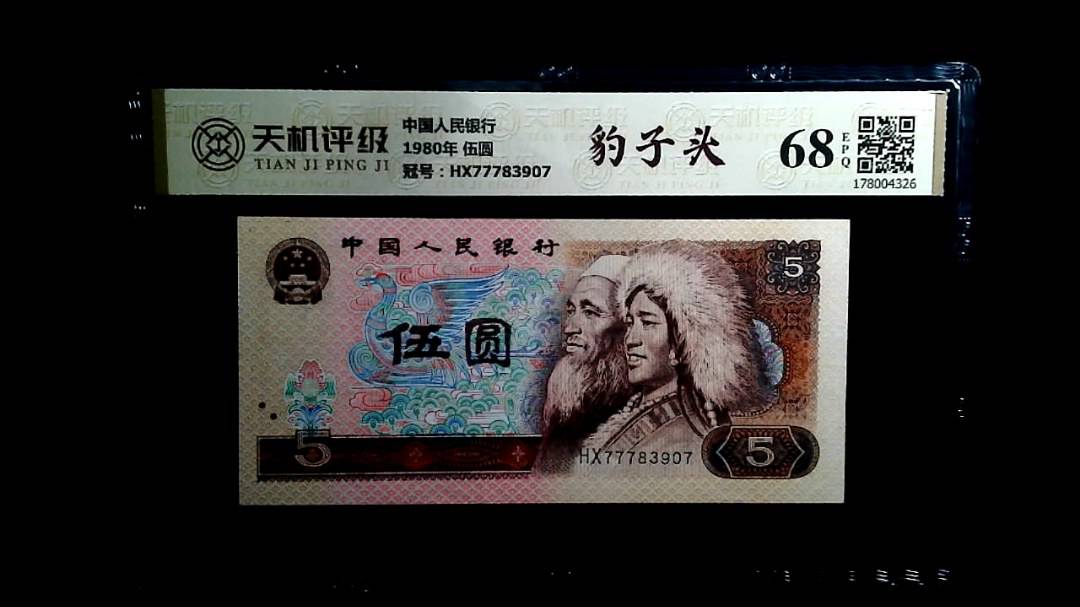 天机评级
TIAN JI PING JI
中国人民银行
1980年 伍圆
冠号：HX77783907
豹子头
68
EPQ
178004326
中国人民银行
5
伍圆
5
HX77783907
5